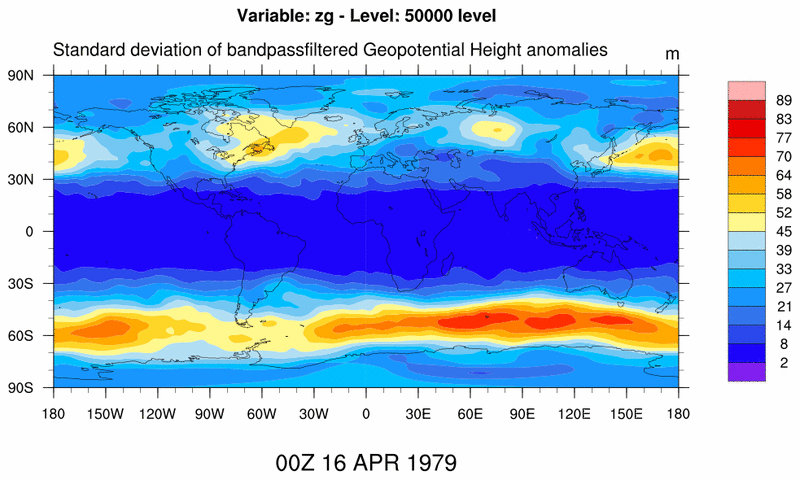 Variable: zg - Level: 50000 level
Standard deviation of bandpassfiltered Geopotential Height anomalies
m
90N
60N
30N
0
30S
60S
90S
180 150W 120W 90W 60W 30W 0 30E 60E 90E 120E 150E 180
89
83
77
70
64
58
52
45
39
33
27
21
14
8
2
00Z 16 APR 1979